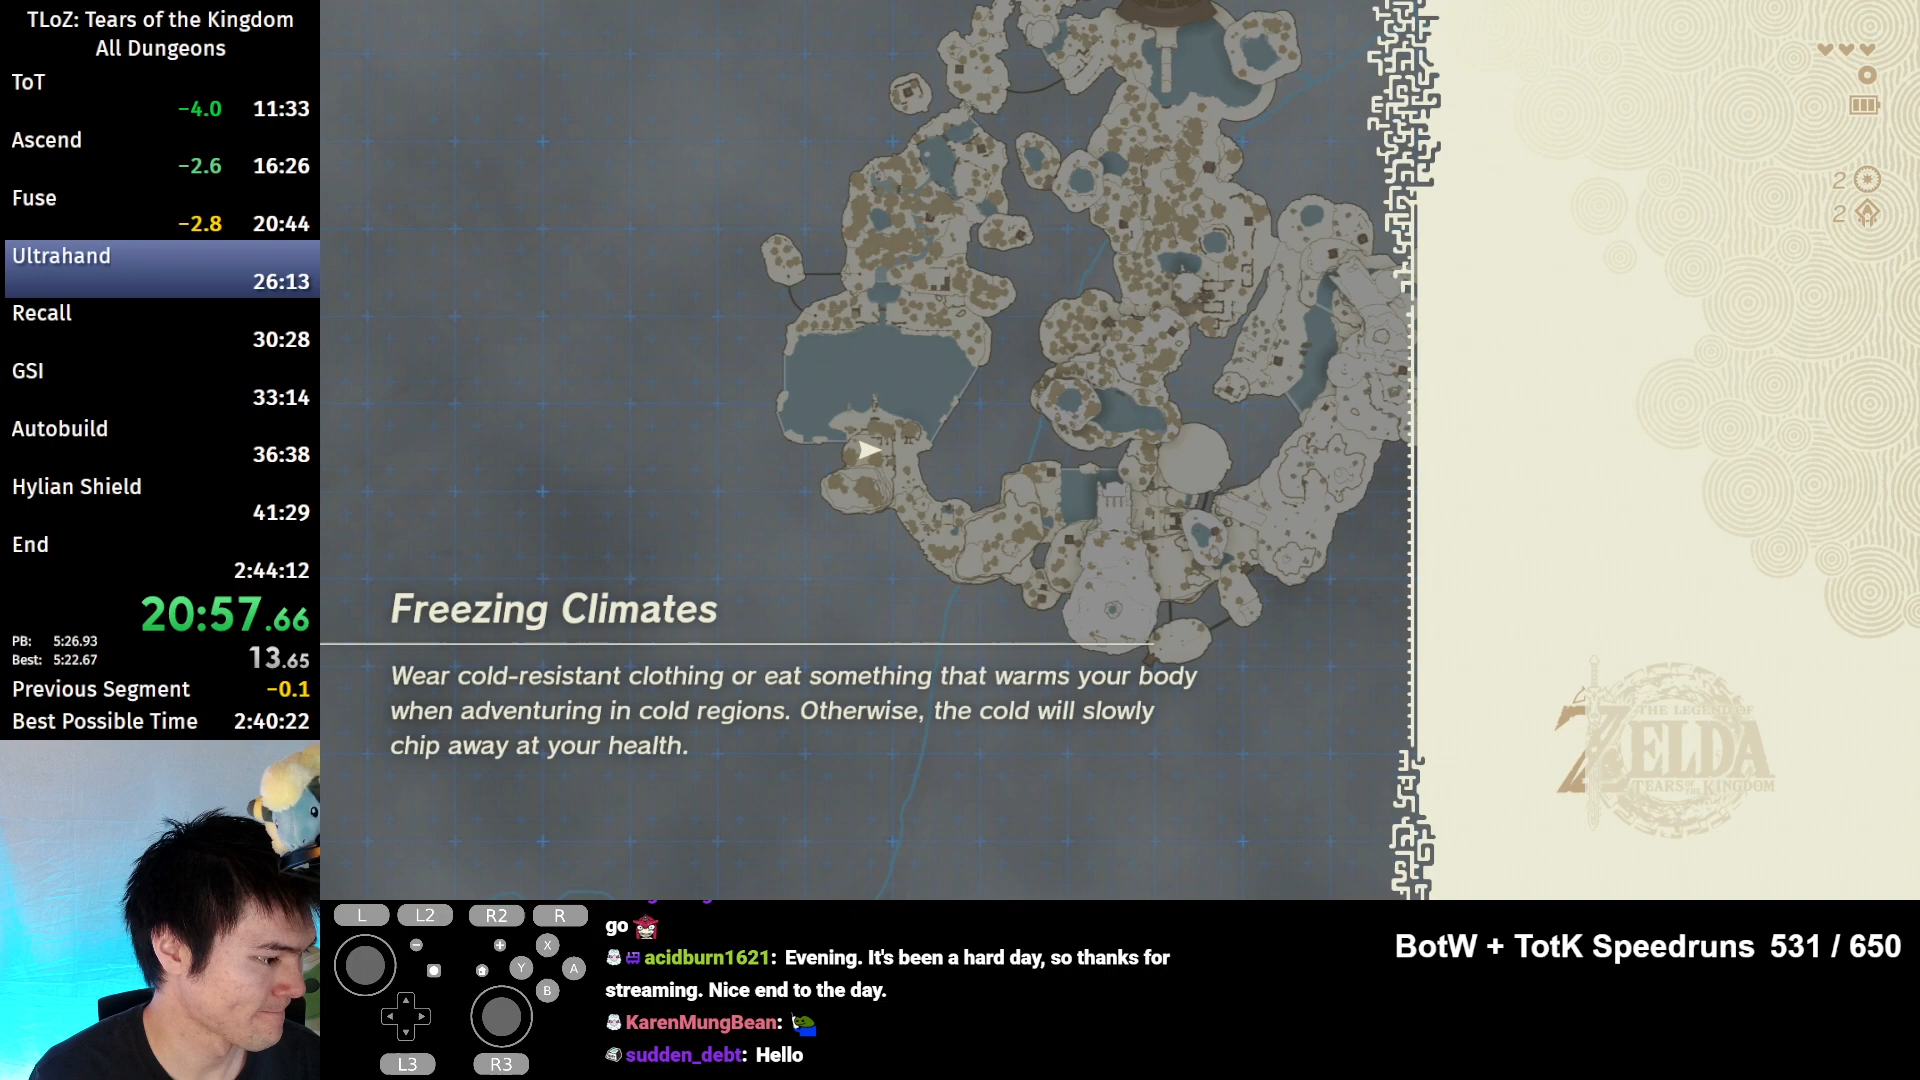 TLoZ: Tears of the Kingdom
All Dungeons
ToT
-4.0 11:33
Ascend
-2.6 16:26
Fuse
-2.8 20:44
Ultrahand
26:13
Recall
30:28
GSI
33:14
Autobuild
36:38
Hylian Shield
41:29
End
2:44:12
20:57.66
PB: 5:26.93
Best: 5:22.67
13.65
Previous Segment -0.1
Best Possible Time 2:40:22
Freezing Climates
Wear cold-resistant clothing or eat something that warms your body
when adventuring in cold regions. Otherwise, the cold will slowly
chip away at your health.
2
2
THE LEGEND OF
ZELDA
TEARS OF THE KINGDOM
L L2 R2 R
X
Y A
B
L3 R3
go
acidburn1621: Evening. It's been a hard day, so thanks for
streaming. Nice end to the day.
KarenMungBean:
sudden_debt: Hello
BotW + TotK Speedruns 531 / 650